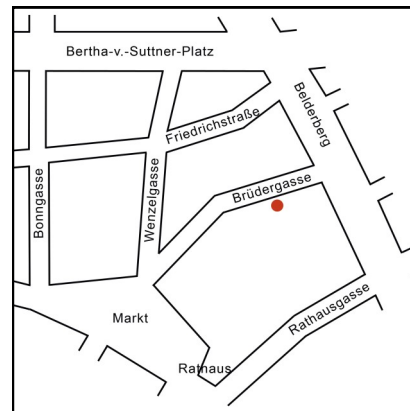 Bertha-v.-Suttner-Platz
Belderberg
Friedrichstraße
Wenzelgasse
Bonngasse
Brüdergasse
Rathausgasse
Markt
Rathaus